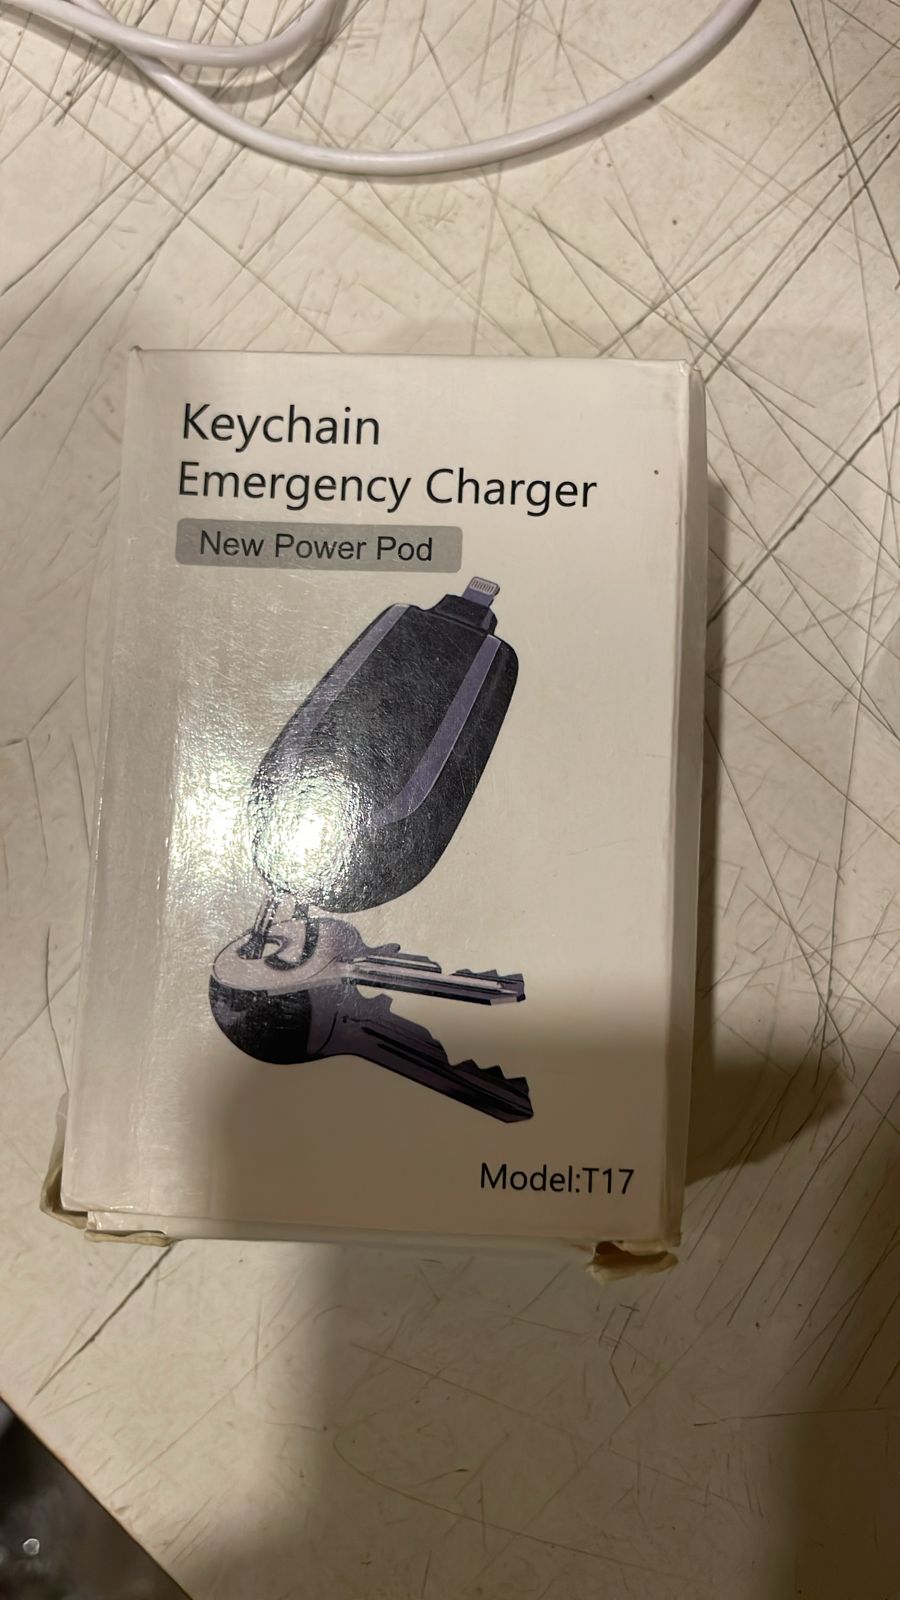 Keychain
Emergency Charger
New Power Pod
Model:T17